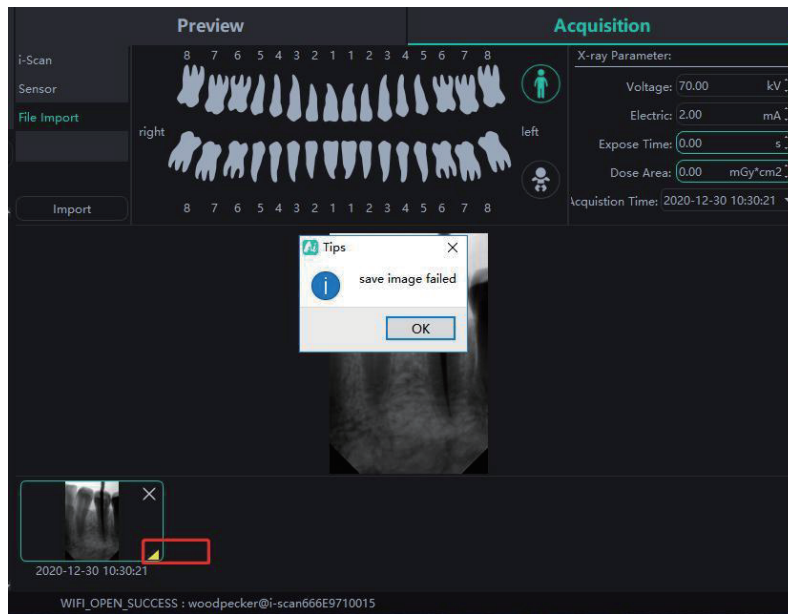 Preview
Acquisition
i-Scan
Sensor
File Import
Import
8 7 6 5 4 3 2 1 1 2 3 4 5 6 7 8
right
left
8 7 6 5 4 3 2 1 1 2 3 4 5 6 7 8
X-ray Parameter:
Voltage: 70.00 kV
Electric: 2.00 mA
Expose Time: 0.00 s
Dose Area: 0.00 mGy*cm2
Acquistion Time: 2020-12-30 10:30:21
Tips
save image failed
OK
2020-12-30 10:30:21
WIFI_OPEN_SUCCESS : woodpecker@i-scan666E9710015